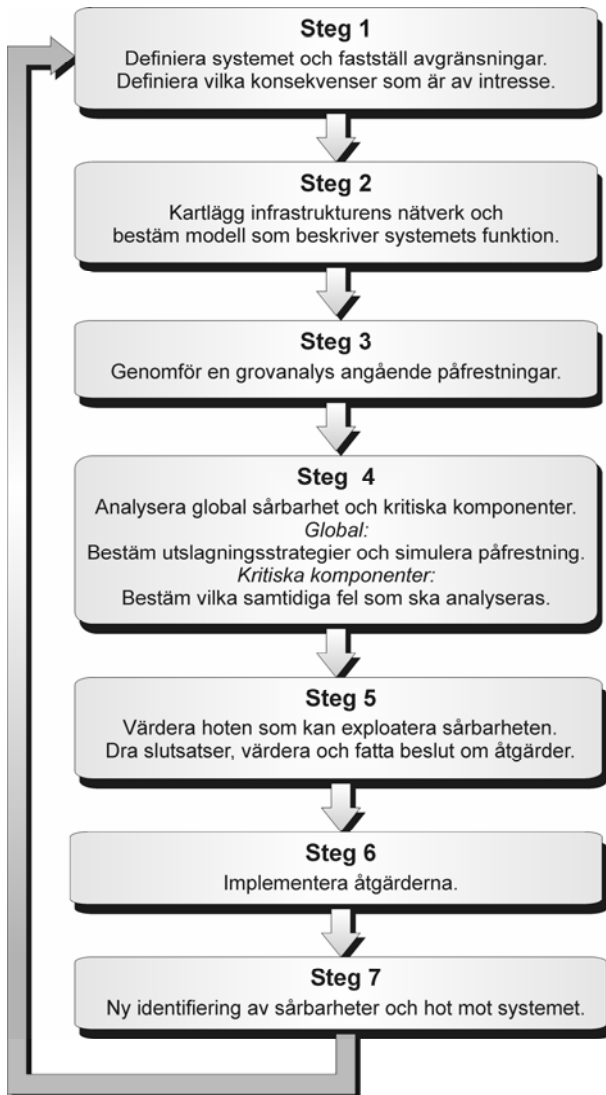 Steg 1
Definiera systemet och fastställ avgränsningar.
Definiera vilka konsekvenser som är av intresse.
Steg 2
Kartlägg infrastrukturens nätverk och
bestäm modell som beskriver systemets funktion.
Steg 3
Genomför en grovanalys angående påfrestningar.
Steg 4
Analysera global sårbarhet och kritiska komponenter.
Global:
Bestäm utslagningsstrategier och simulera påfrestning.
Kritiska komponenter:
Bestäm vilka samtidiga fel som ska analyseras.
Steg 5
Värdera hoten som kan exploatera sårbarheten.
Dra slutsatser, värdera och fatta beslut om åtgärder.
Steg 6
Implementera åtgärderna.
Steg 7
Ny identifiering av sårbarheter och hot mot systemet.